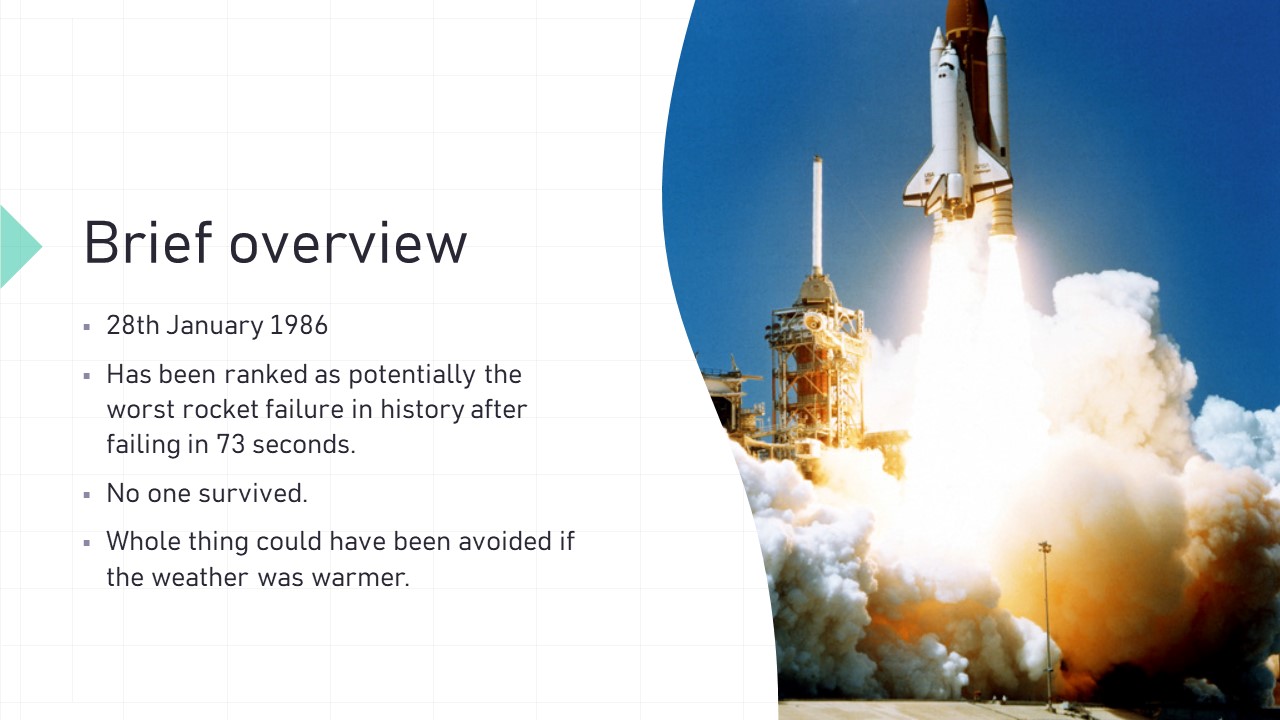 Brief overview
28th January 1986
Has been ranked as potentially the
worst rocket failure in history after
failing in 73 seconds.
No one survived.
Whole thing could have been avoided if
the weather was warmer.
USA